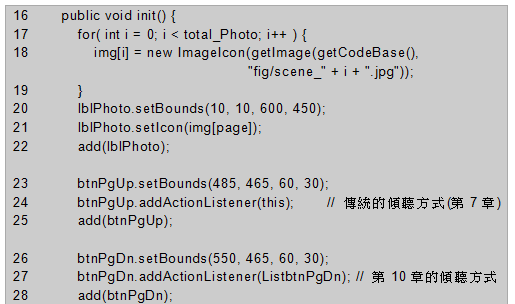 16 public void init() {
17 for( int i = 0; i < total_Photo; i++ ) {
18 img[i] = new ImageIcon(getImage(getCodeBase(),
"fig/scene_" + i + ".jpg"));
19 }
20 lblPhoto.setBounds(10, 10, 600, 450);
21 lblPhoto.setIcon(img[page]);
22 add(lblPhoto);
23 btnPgUp.setBounds(485, 465, 60, 30);
24 btnPgUp.addActionListener(this); // 傳統的傾聽方式(第 7 章)
25 add(btnPgUp);
26 btnPgDn.setBounds(550, 465, 60, 30);
27 btnPgDn.addActionListener(ListbtnPgDn); // 第 10 章的傾聽方式
28 add(btnPgDn);